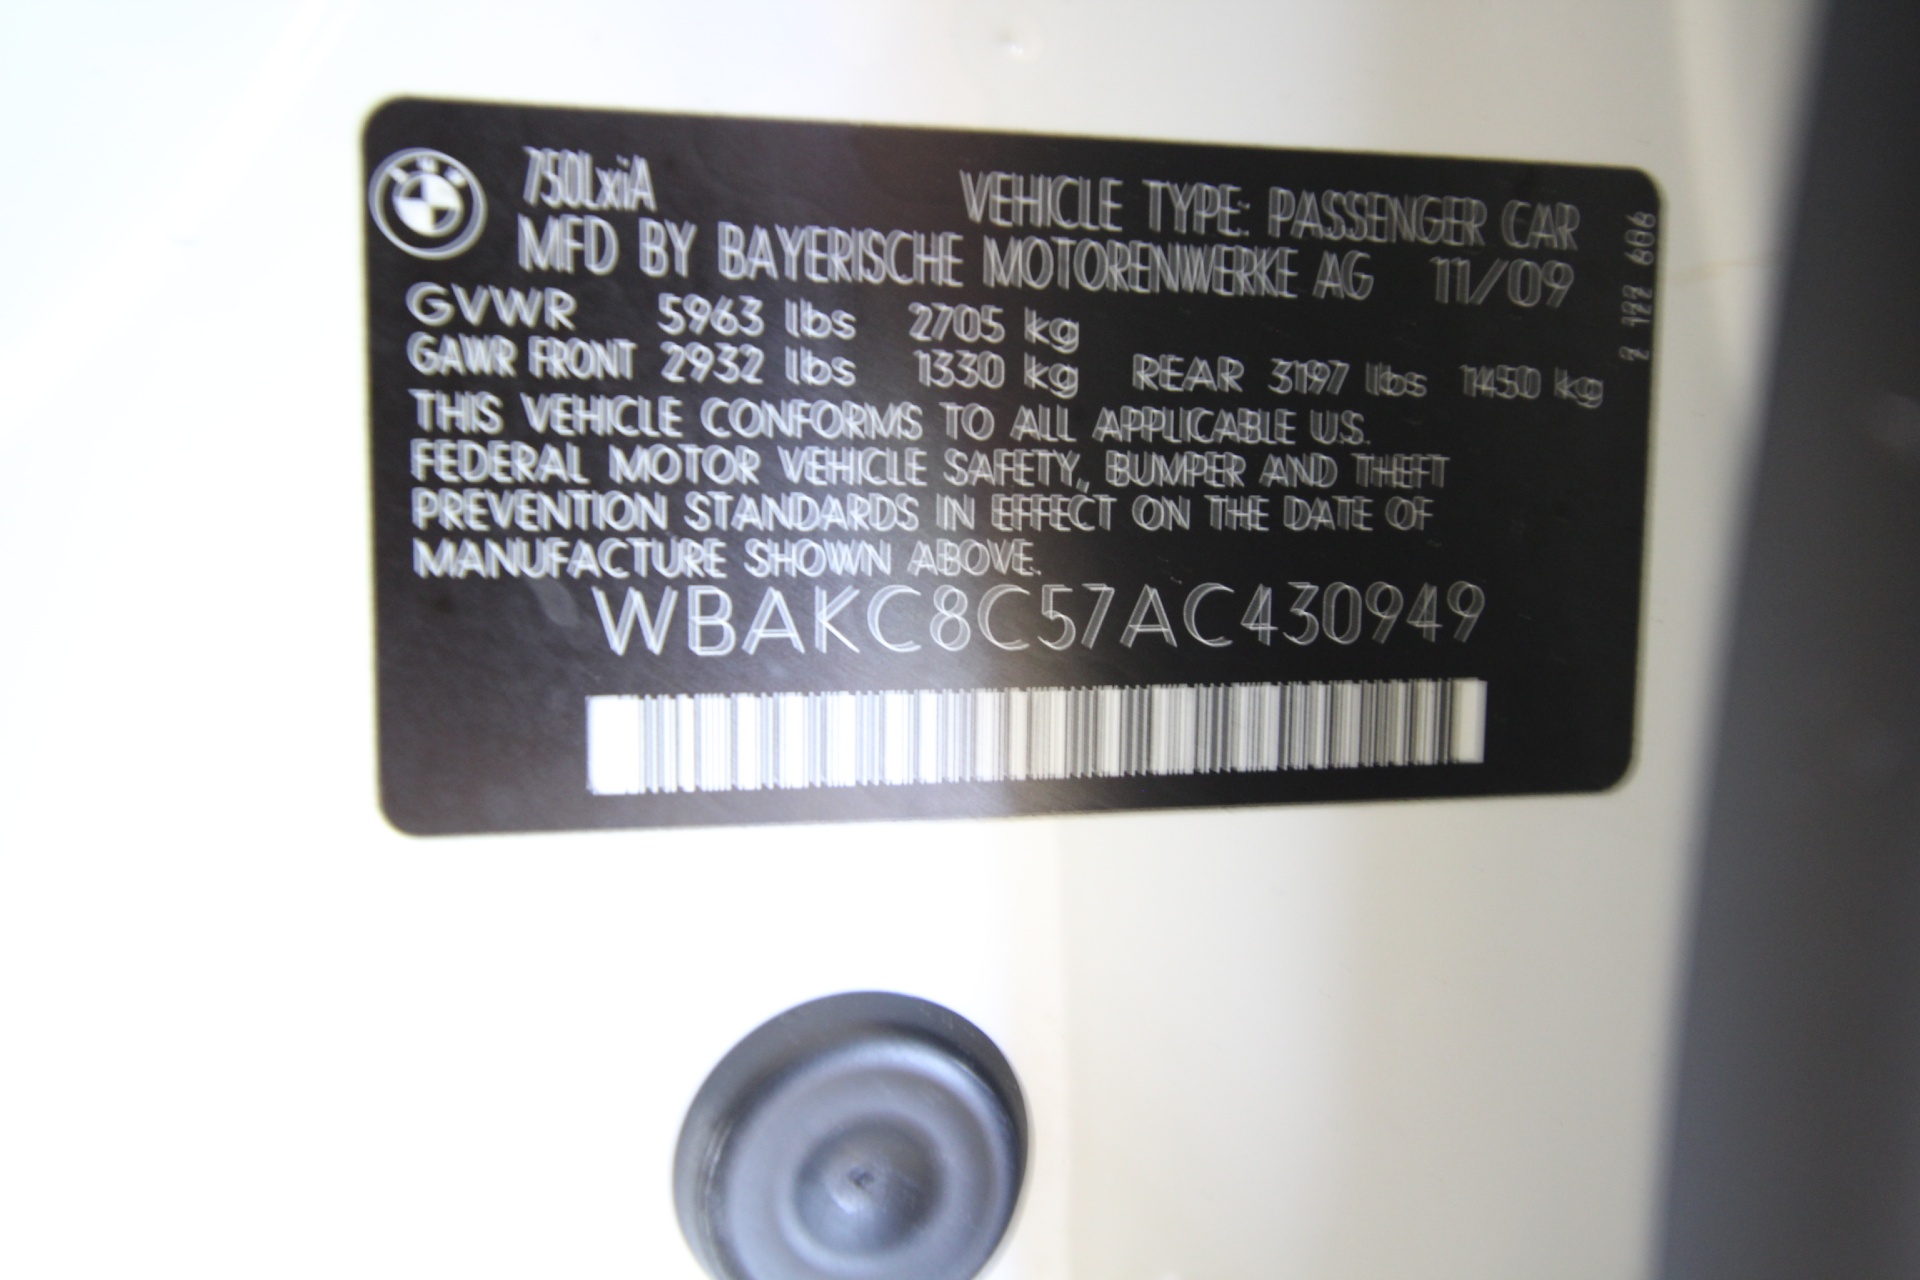 750LxiA
VEHICLE TYPE: PASSENGER CAR
MFD BY BAYERISCHE MOTORENWERKE AG 11/09
GVWR 5963 lbs 2705 kg
GAWR FRONT 2932 lbs 1330 kg REAR 3197 lbs 1450 kg
THIS VEHICLE CONFORMS TO ALL APPLICABLE U.S.
FEDERAL MOTOR VEHICLE SAFETY, BUMPER AND THEFT
PREVENTION STANDARDS IN EFFECT ON THE DATE OF
MANUFACTURE SHOWN ABOVE.
WBAKC8C57AC430949